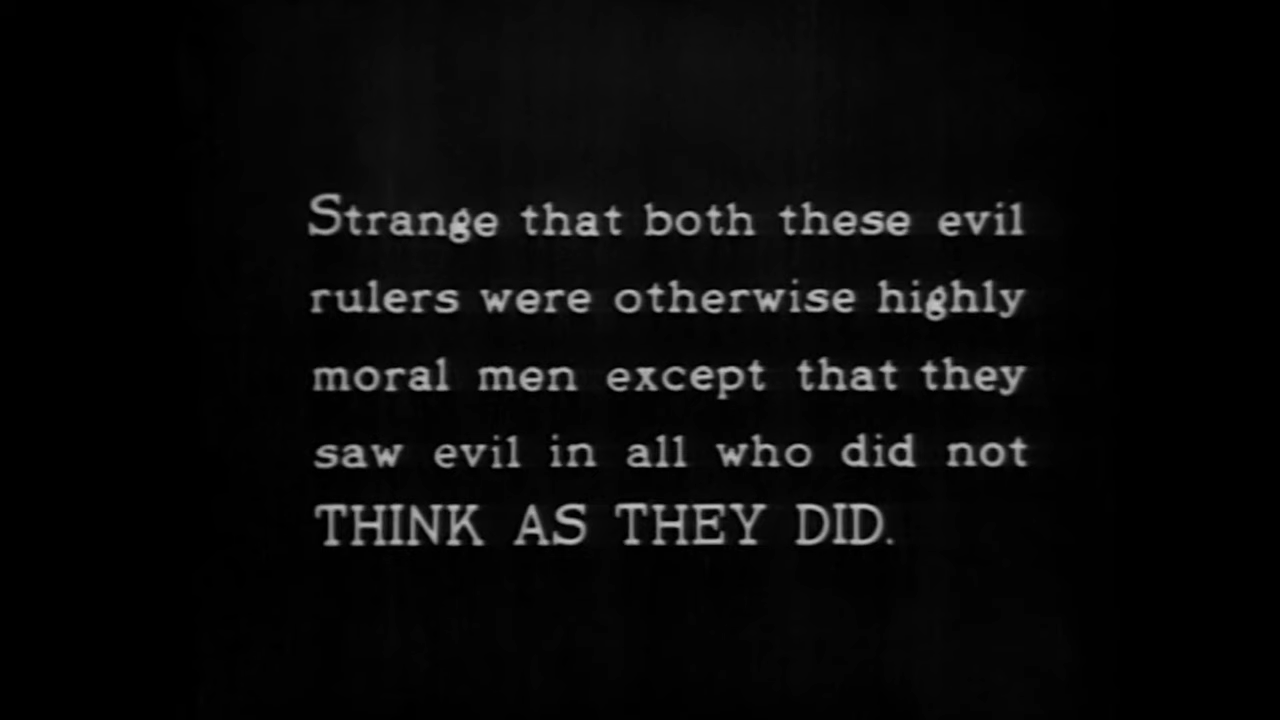 Strange that both these evil
rulers were otherwise highly
moral men except that they
saw evil in all who did not
THINK AS THEY DID.